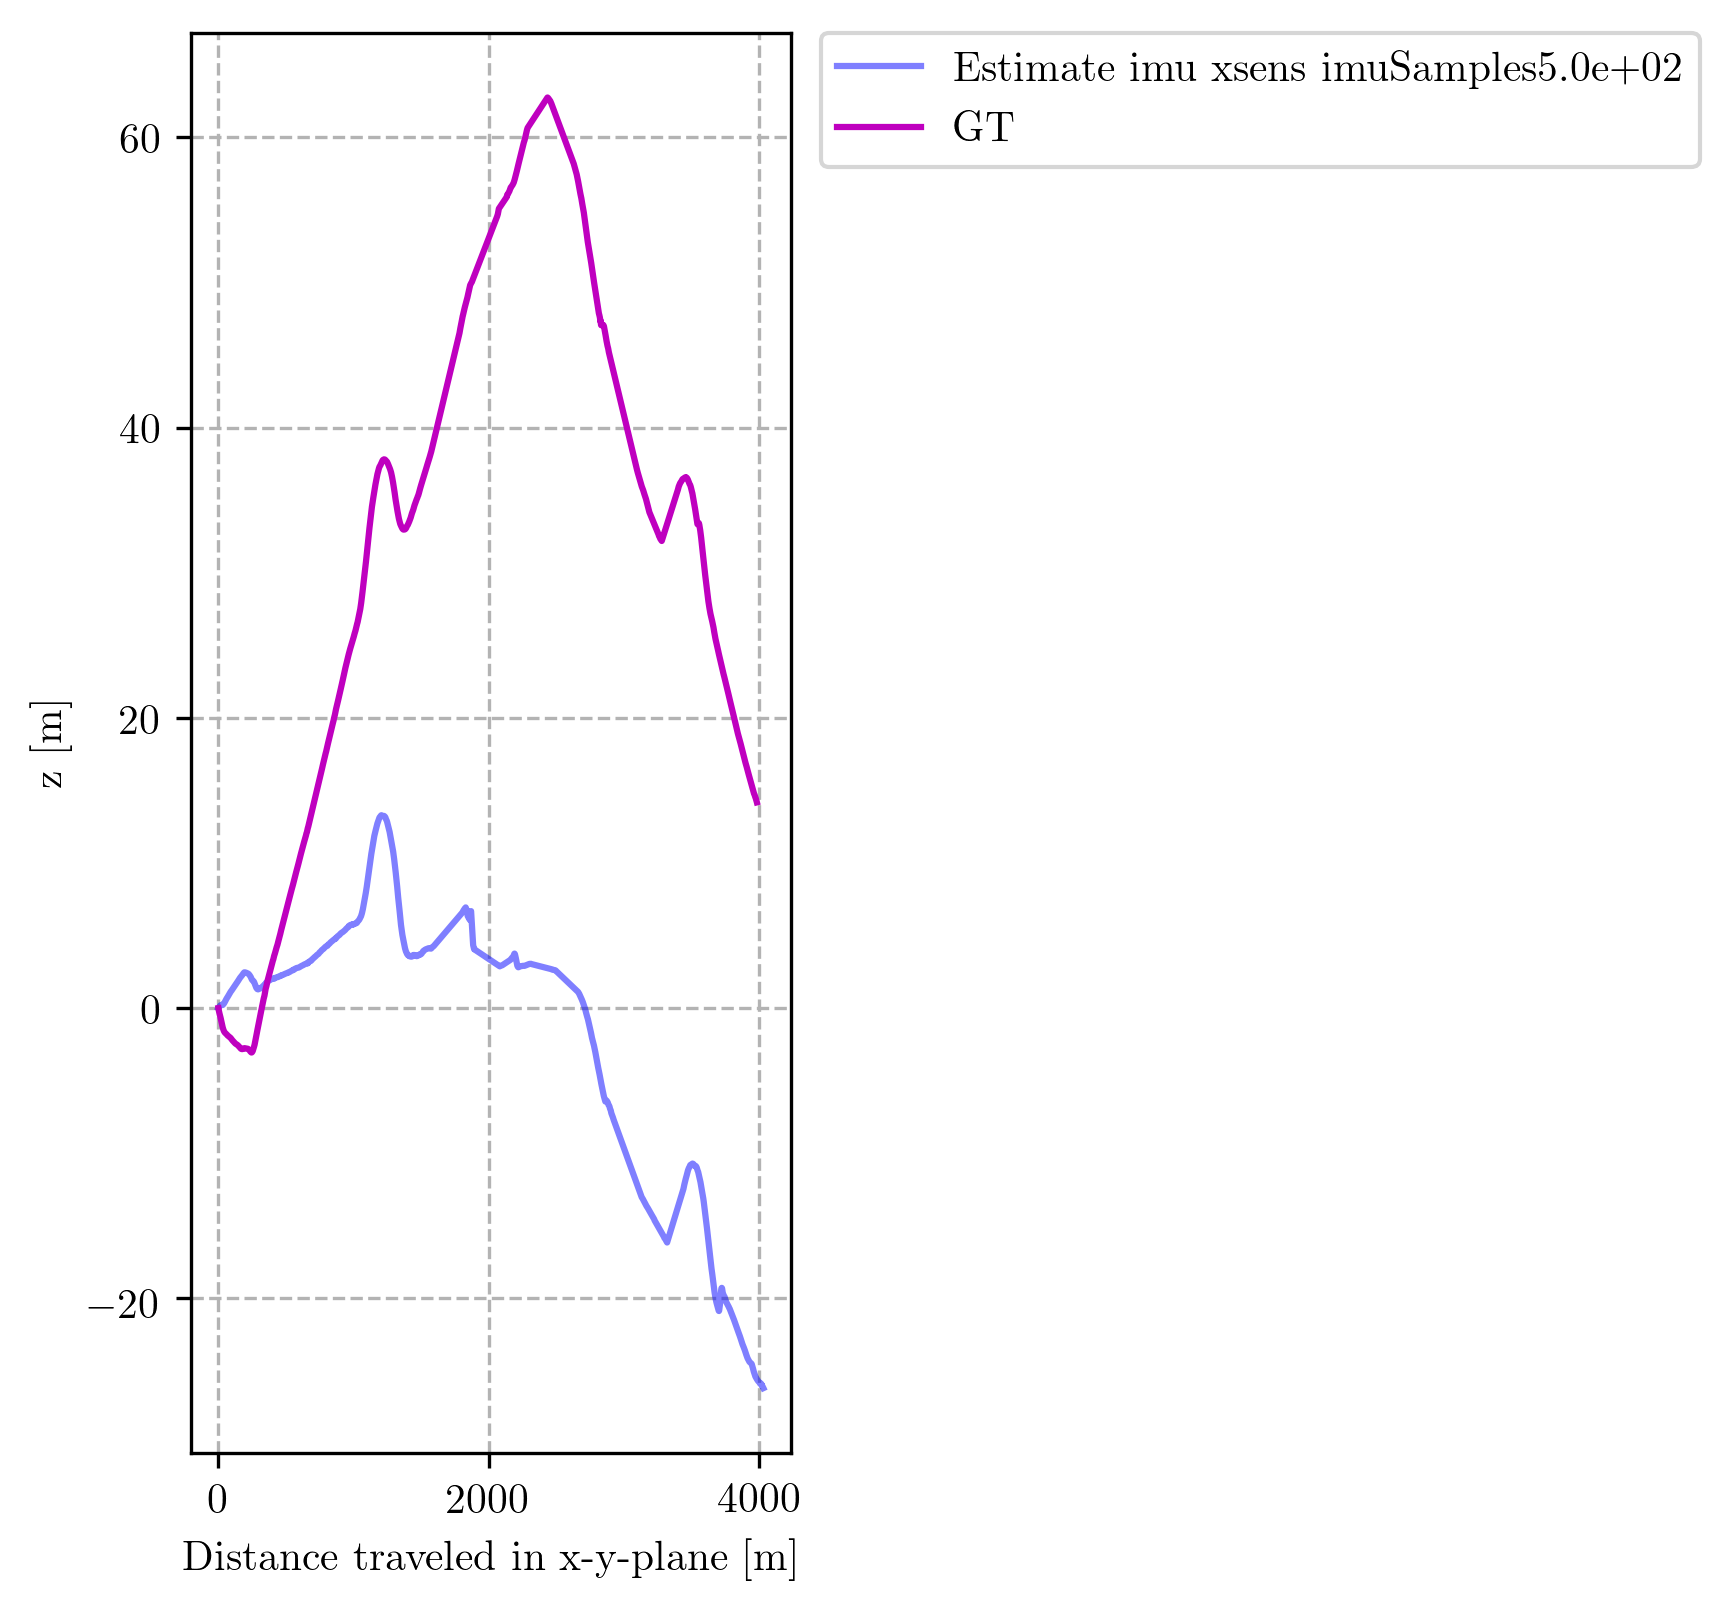 Estimate imu xsens imuSamples5.0e+02
GT
60
40
20
0
−20
z [m]
0 2000 4000
Distance traveled in x-y-plane [m]